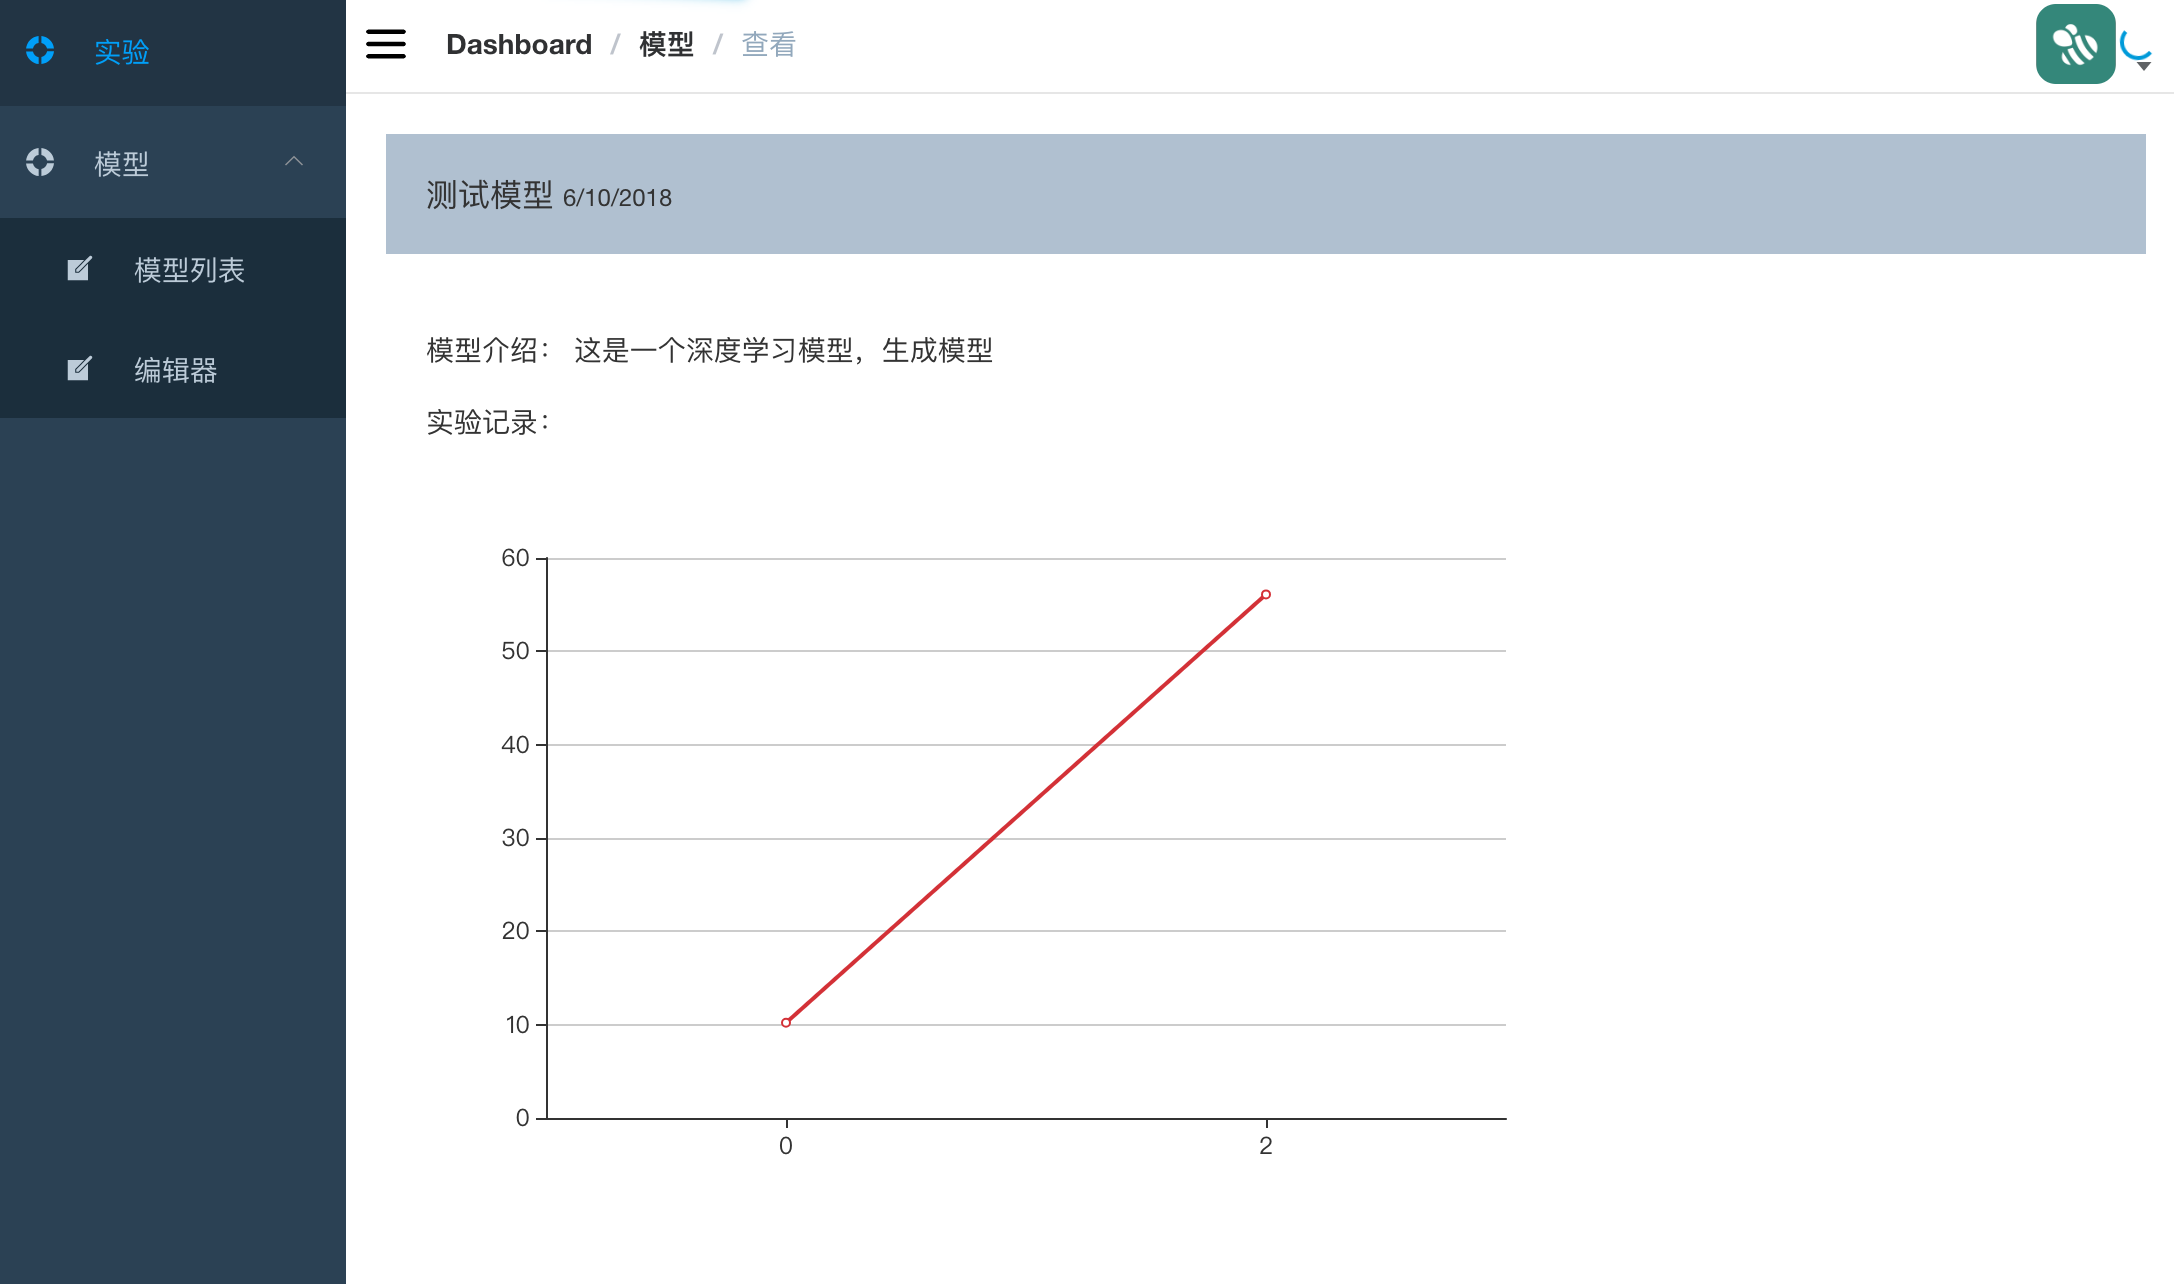 实验
模型
模型列表
编辑器
Dashboard / 模型 / 查看
测试模型 6/10/2018
模型介绍： 这是一个深度学习模型，生成模型
实验记录：
60
50
40
30
20
10
0
0 2